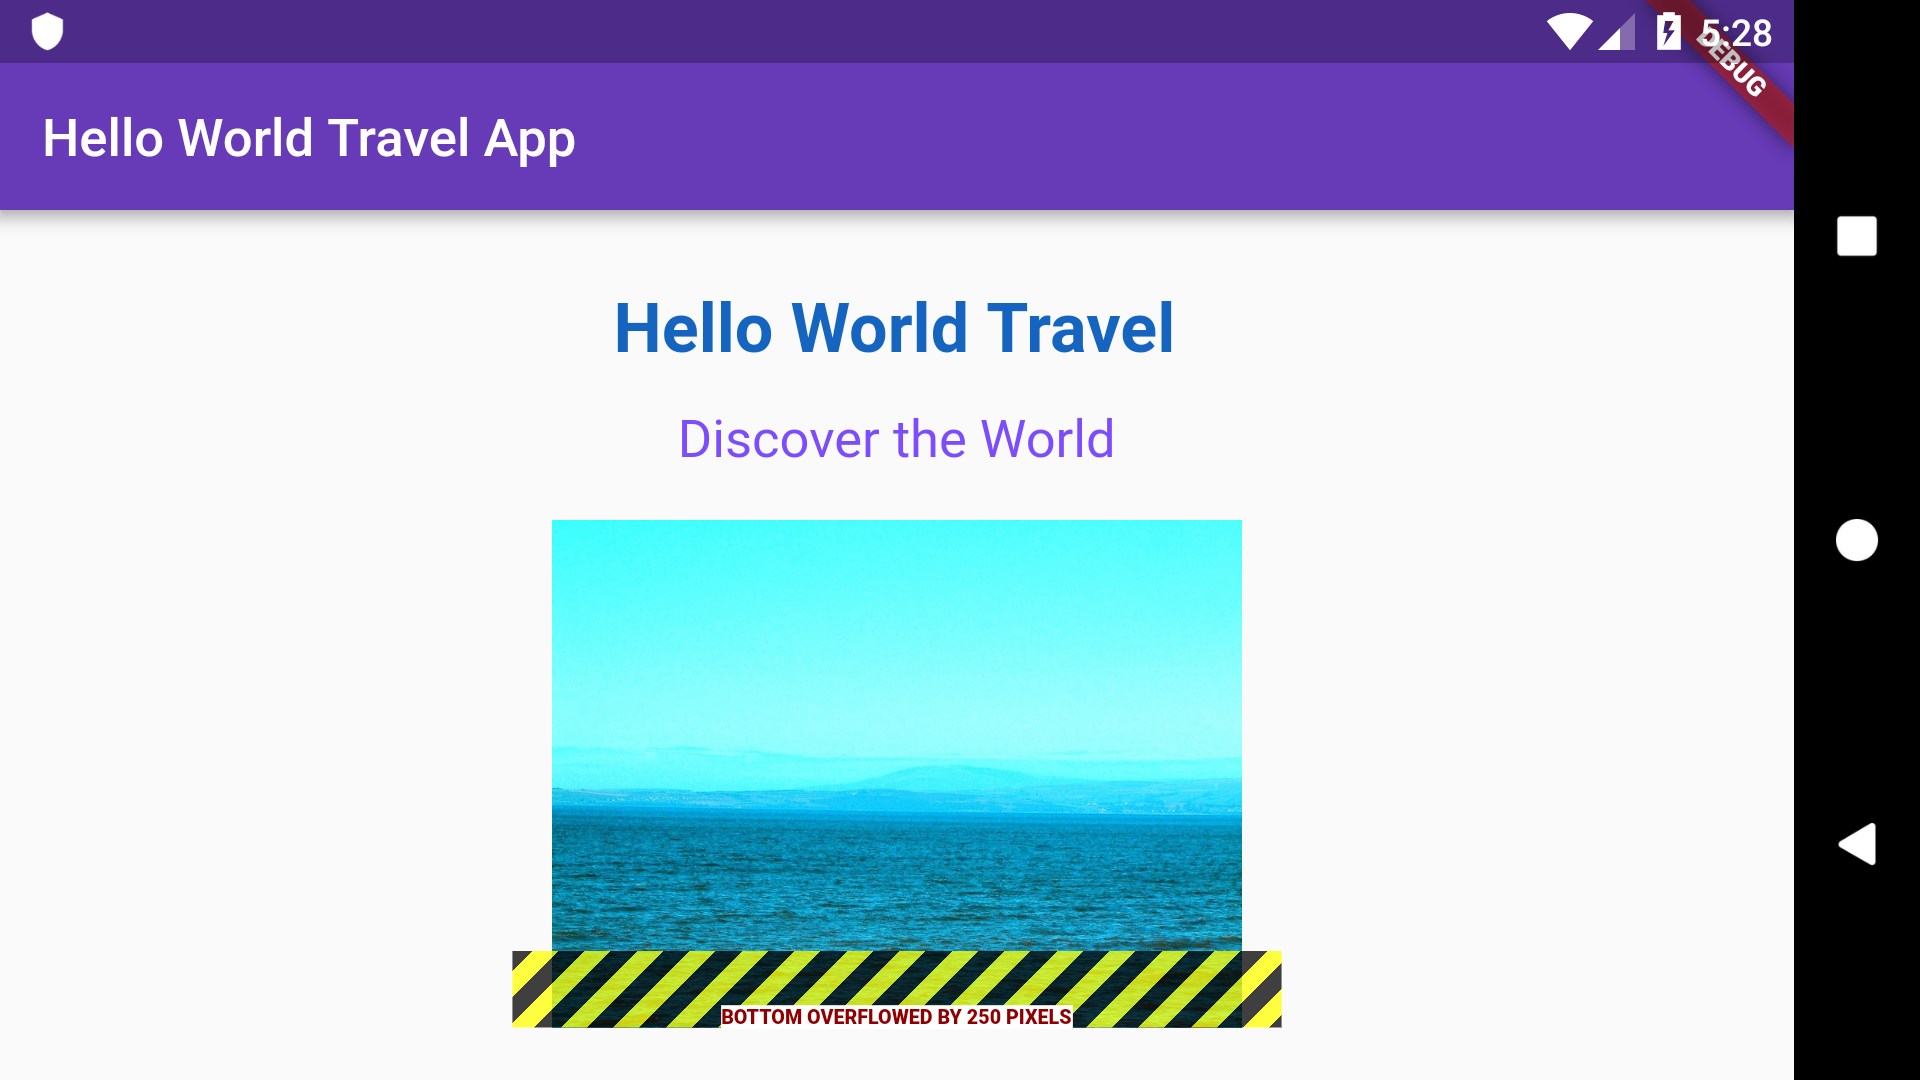 5:28
DEBUG
Hello World Travel App
Hello World Travel
Discover the World
BOTTOM OVERFLOWED BY 250 PIXELS